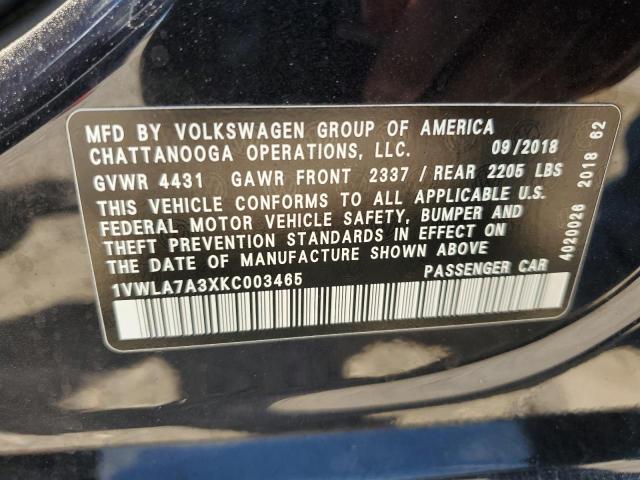 MFD BY VOLKSWAGEN GROUP OF AMERICA
CHATTANOOGA OPERATIONS, LLC. 09/2018
GVWR 4431 GAWR FRONT 2337 / REAR 2205 LBS
THIS VEHICLE CONFORMS TO ALL APPLICABLE U.S.
FEDERAL MOTOR VEHICLE SAFETY, BUMPER AND
THEFT PREVENTION STANDARDS IN EFFECT ON
THE DATE OF MANUFACTURE SHOWN ABOVE
1VWLA7A3XKC003465 PASSENGER CAR
4020026 2018 62